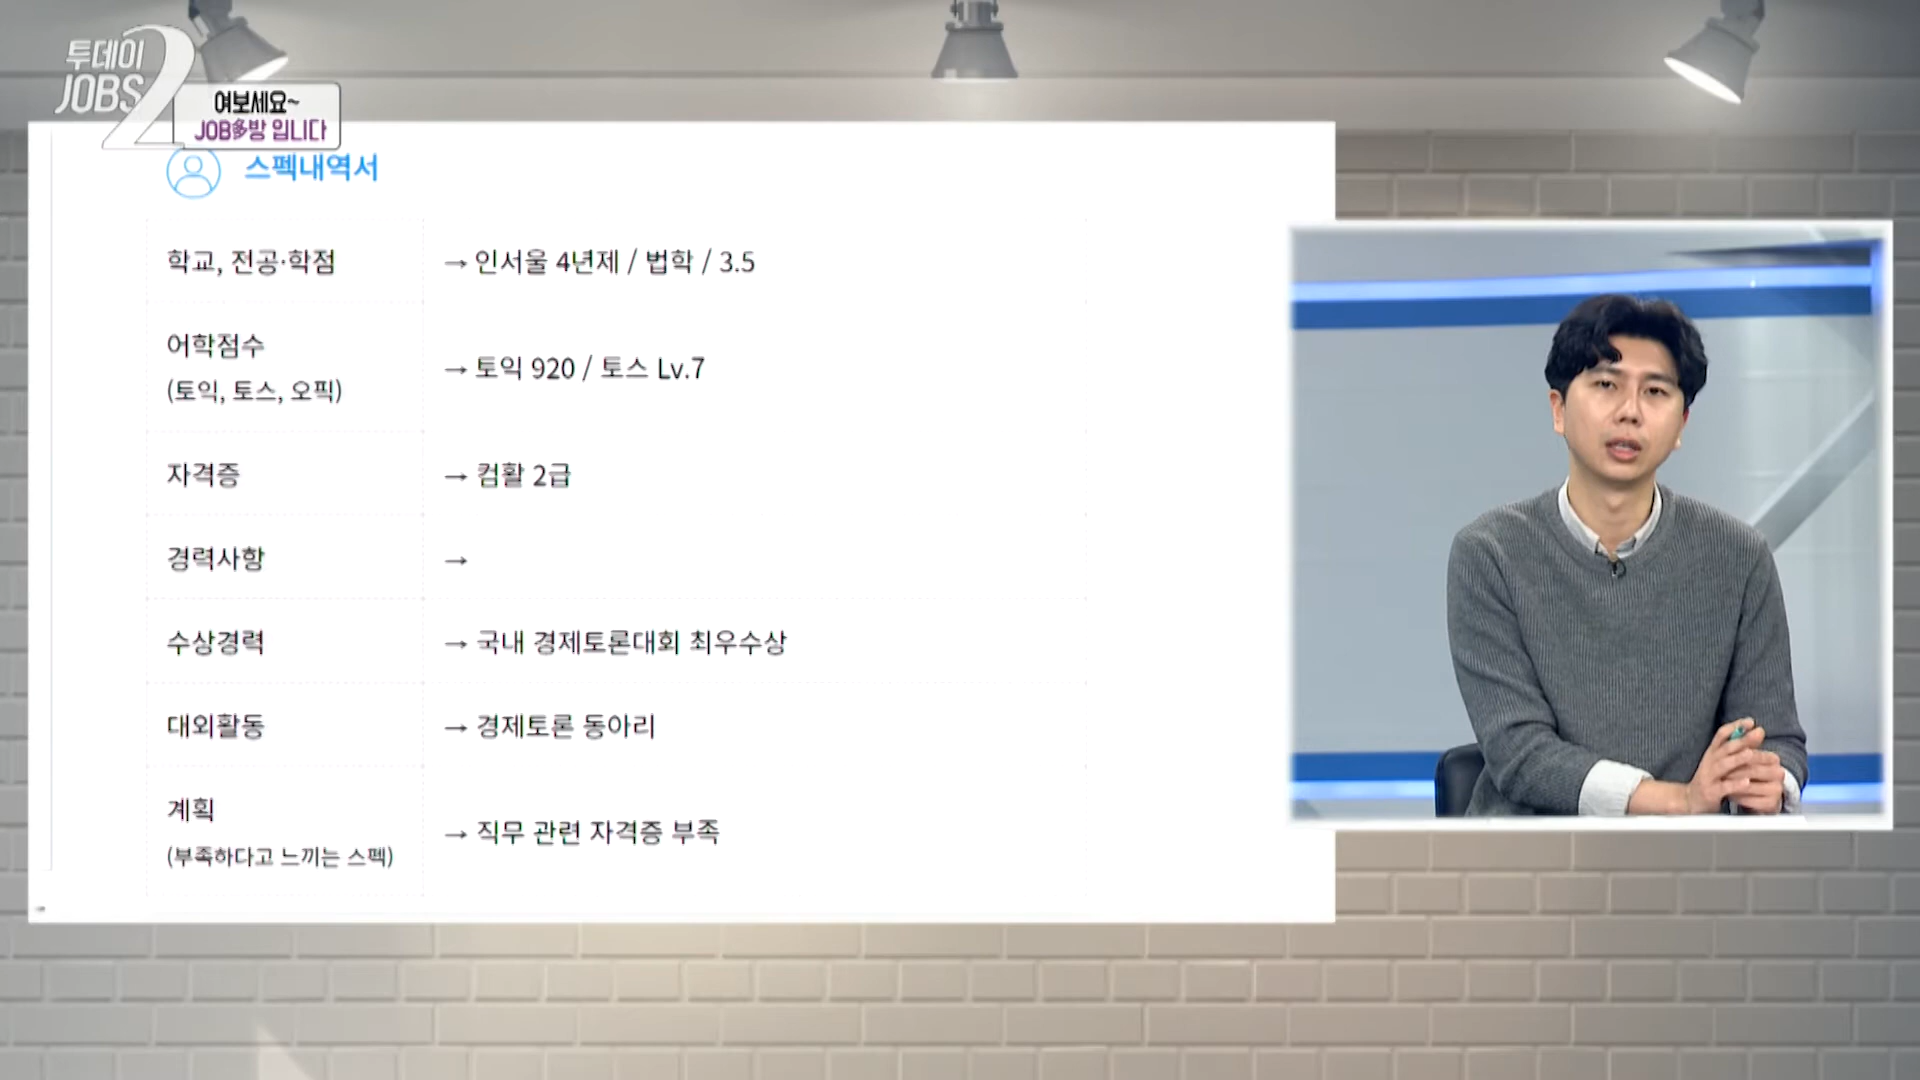 투데이
JOBS2
여보세요~
JOB多방 입니다
스펙내역서
학교, 전공·학점
→ 인서울 4년제 / 법학 / 3.5
어학점수
(토익, 토스, 오픽)
→ 토익 920 / 토스 Lv.7
자격증
→ 컴활 2급
경력사항
→
수상경력
→ 국내 경제토론대회 최우수상
대외활동
→ 경제토론 동아리
계획
(부족하다고 느끼는 스펙)
→ 직무 관련 자격증 부족